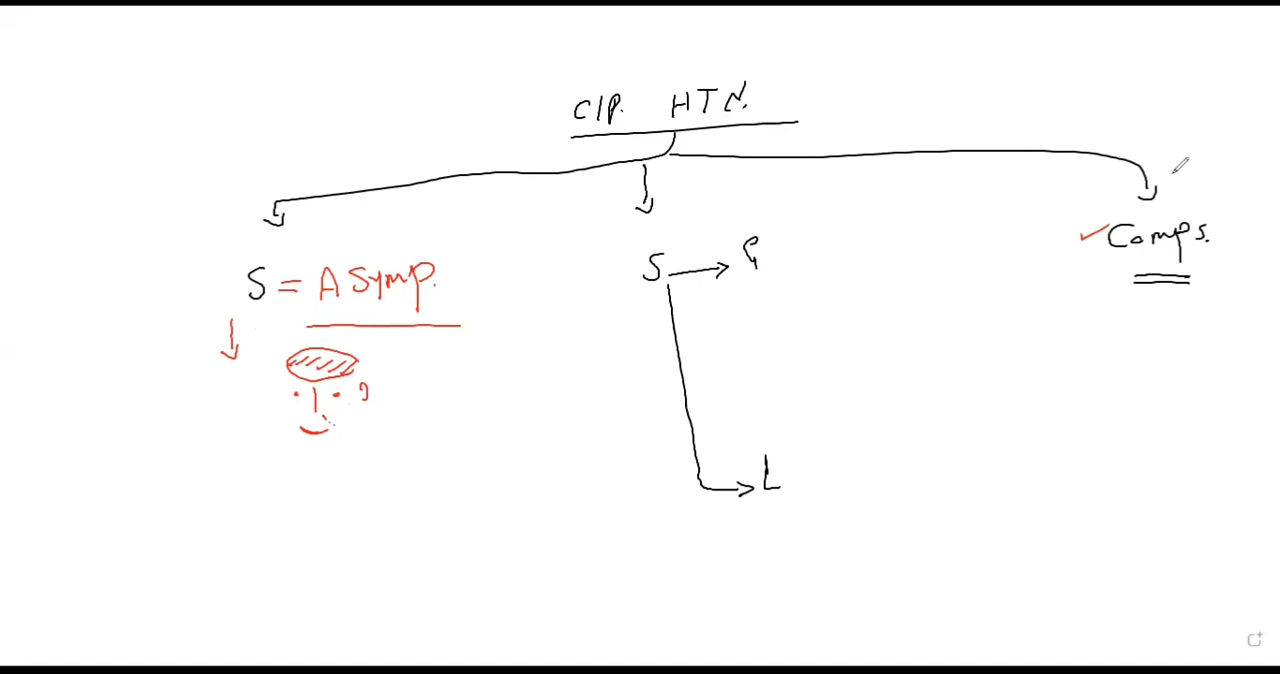 C/P. HTN.
S = A Symp.
S → G
Comps.
L